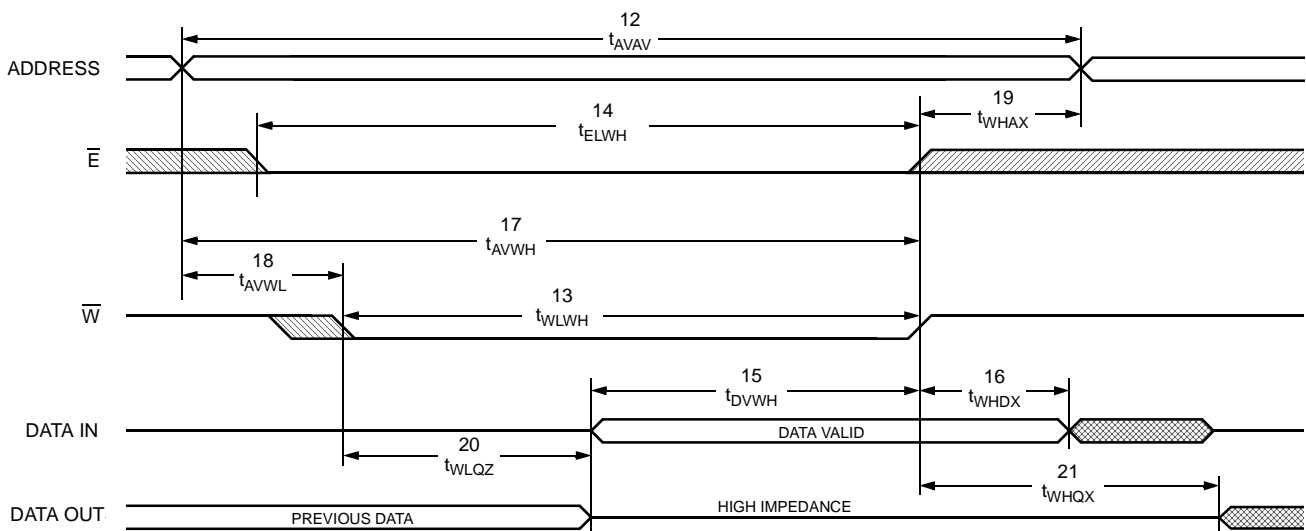 12
tAVAV
ADDRESS
14
tELWH
19
tWHAX
E
17
tAVWH
18
tAVWL
13
tWLWH
W
15
tDVWH
16
tWHDX
DATA IN
DATA VALID
20
tWLQZ
21
tWHQX
DATA OUT
PREVIOUS DATA
HIGH IMPEDANCE